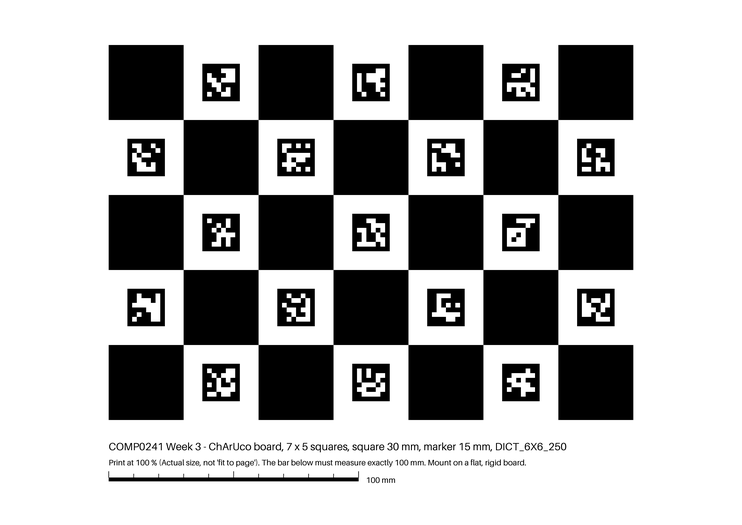 COMP0241 Week 3 - ChArUco board, 7 x 5 squares, square 30 mm, marker 15 mm, DICT_6X6_250
Print at 100 % (Actual size, not 'fit to page'). The bar below must measure exactly 100 mm. Mount on a flat, rigid board.
100 mm